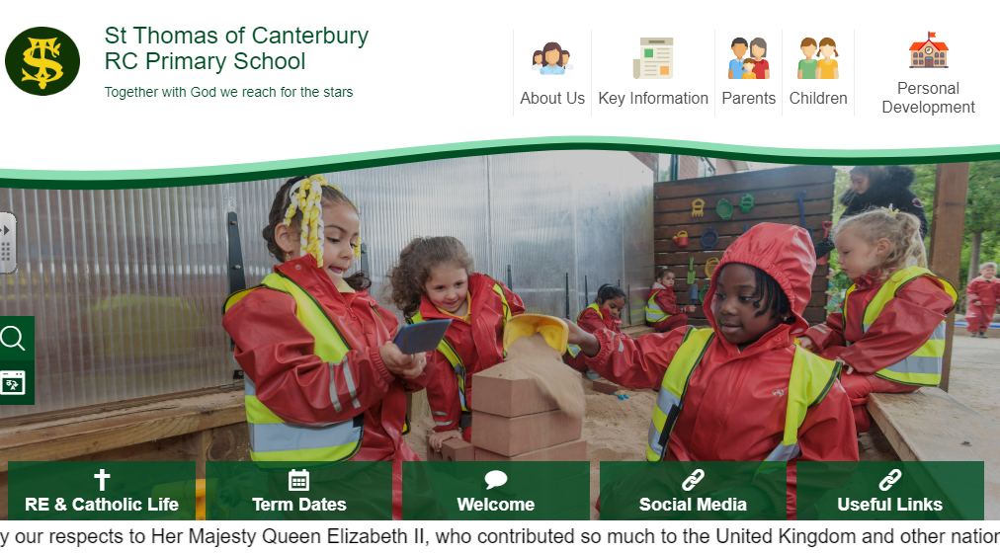 St Thomas of Canterbury
RC Primary School
Together with God we reach for the stars
About Us
Key Information
Parents
Children
Personal
Development
RE & Catholic Life
Term Dates
Welcome
Social Media
Useful Links
y our respects to Her Majesty Queen Elizabeth II, who contributed so much to the United Kingdom and other nation